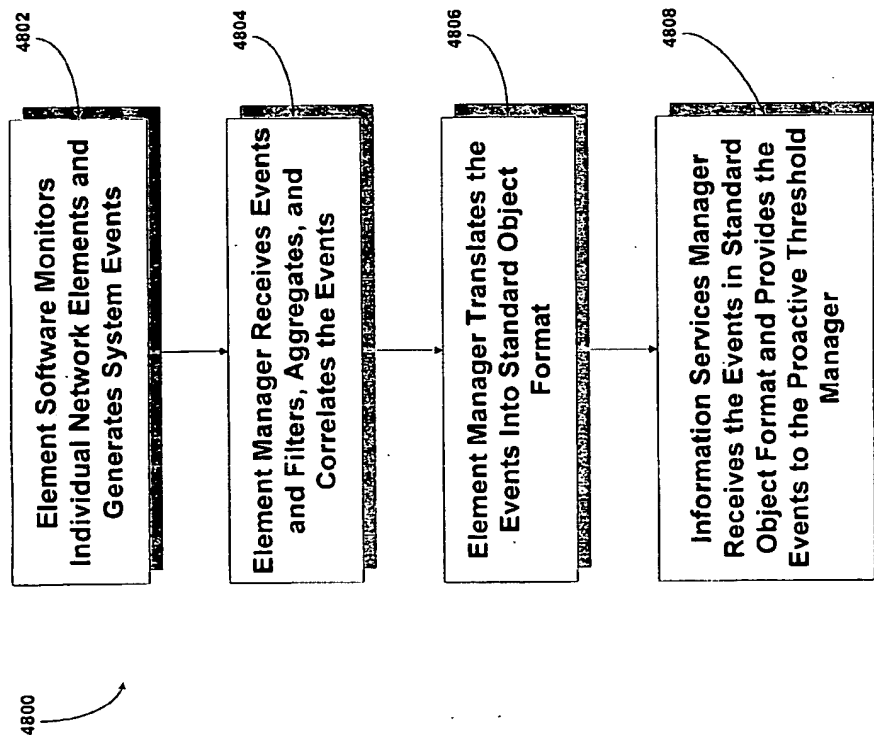 4800
4802
Element Software Monitors
Individual Network Elements and
Generates System Events
4804
Element Manager Receives Events
and Filters, Aggregates, and
Correlates the Events
4806
Element Manager Translates the
Events Into Standard Object
Format
4808
Information Services Manager
Receives the Events in Standard
Object Format and Provides the
Events to the Proactive Threshold
Manager